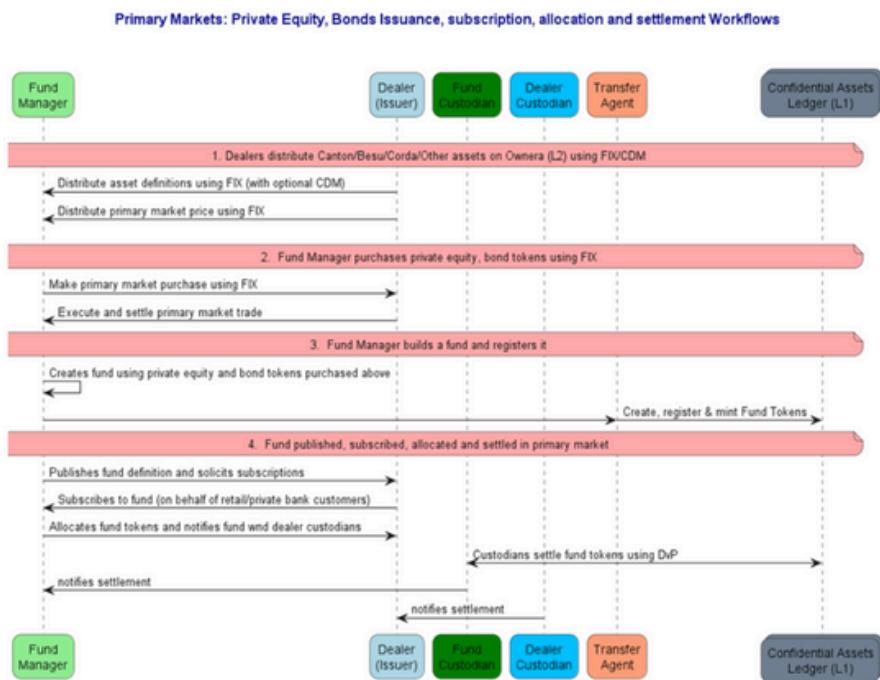 Primary Markets: Private Equity, Bonds Issuance, subscription, allocation and settlement Workflows
Fund
Manager
Dealer
(Issuer)
Fund
Custodian
Dealer
Custodian
Transfer
Agent
Confidential Assets
Ledger (L1)
1. Dealers distribute Canton/Besu/Corda/Other assets on Ownera (L2) using FIX/CDM
Distribute asset definitions using FIX (with optional CDM)
Distribute primary market price using FIX
2. Fund Manager purchases private equity, bond tokens using FIX
Make primary market purchase using FIX
Execute and settle primary market trade
3. Fund Manager builds a fund and registers it
Creates fund using private equity and bond tokens purchased above
Create, register & mint Fund Tokens
4. Fund published, subscribed, allocated and settled in primary market
Publishes fund definition and solicits subscriptions
Subscribes to fund (on behalf of retail/private bank customers)
Allocates fund tokens and notifies fund wnd dealer custodians
Custodians settle fund tokens using DvP
notifies settlement
notifies settlement
Fund
Manager
Dealer
(Issuer)
Fund
Custodian
Dealer
Custodian
Transfer
Agent
Confidential Assets
Ledger (L1)